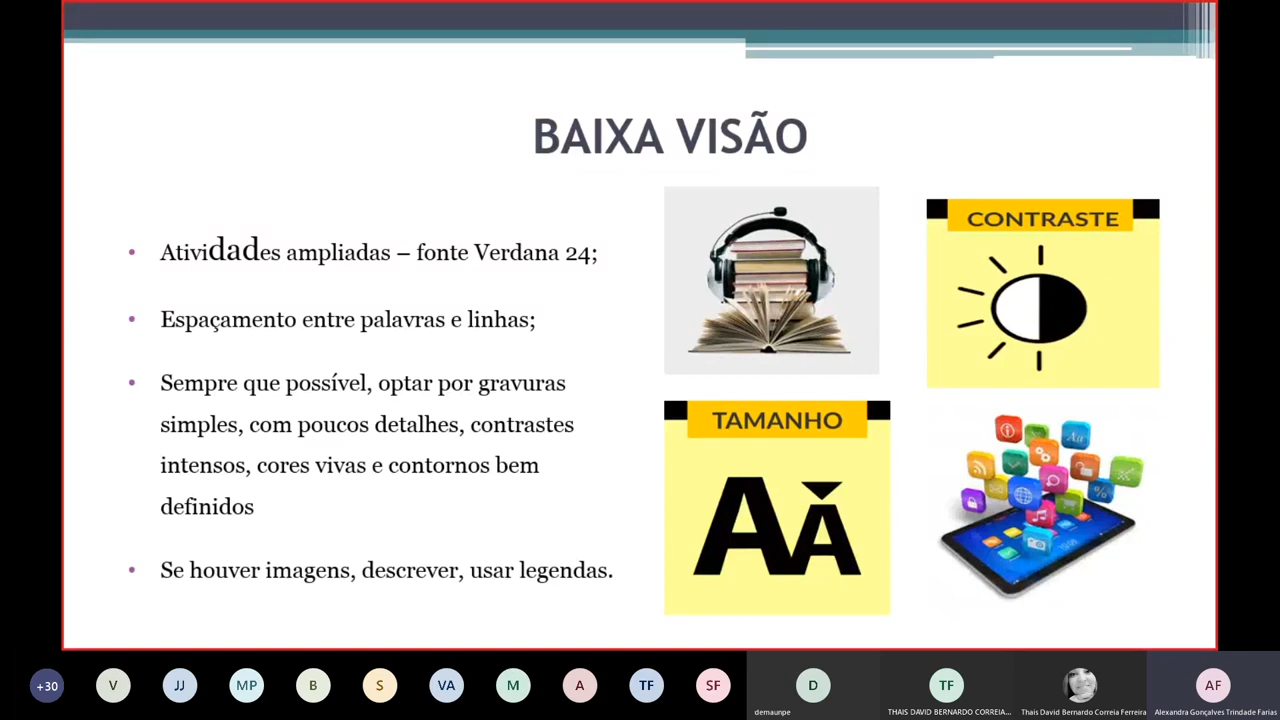 BAIXA VISÃO
• Atividades ampliadas – fonte Verdana 24;
• Espaçamento entre palavras e linhas;
• Sempre que possível, optar por gravuras
simples, com poucos detalhes, contrastes
intensos, cores vivas e contornos bem
definidos
• Se houver imagens, descrever, usar legendas.
CONTRASTE
TAMANHO
AA
+30
V
JJ
MP
B
S
VA
M
A
TF
SF
D
demaunpe
TF
THAIS DAVID BERNARDO CORREIA...
Thais David Bernardo Correia Ferreira
AF
Alexandra Gonçalves Trindade Farias